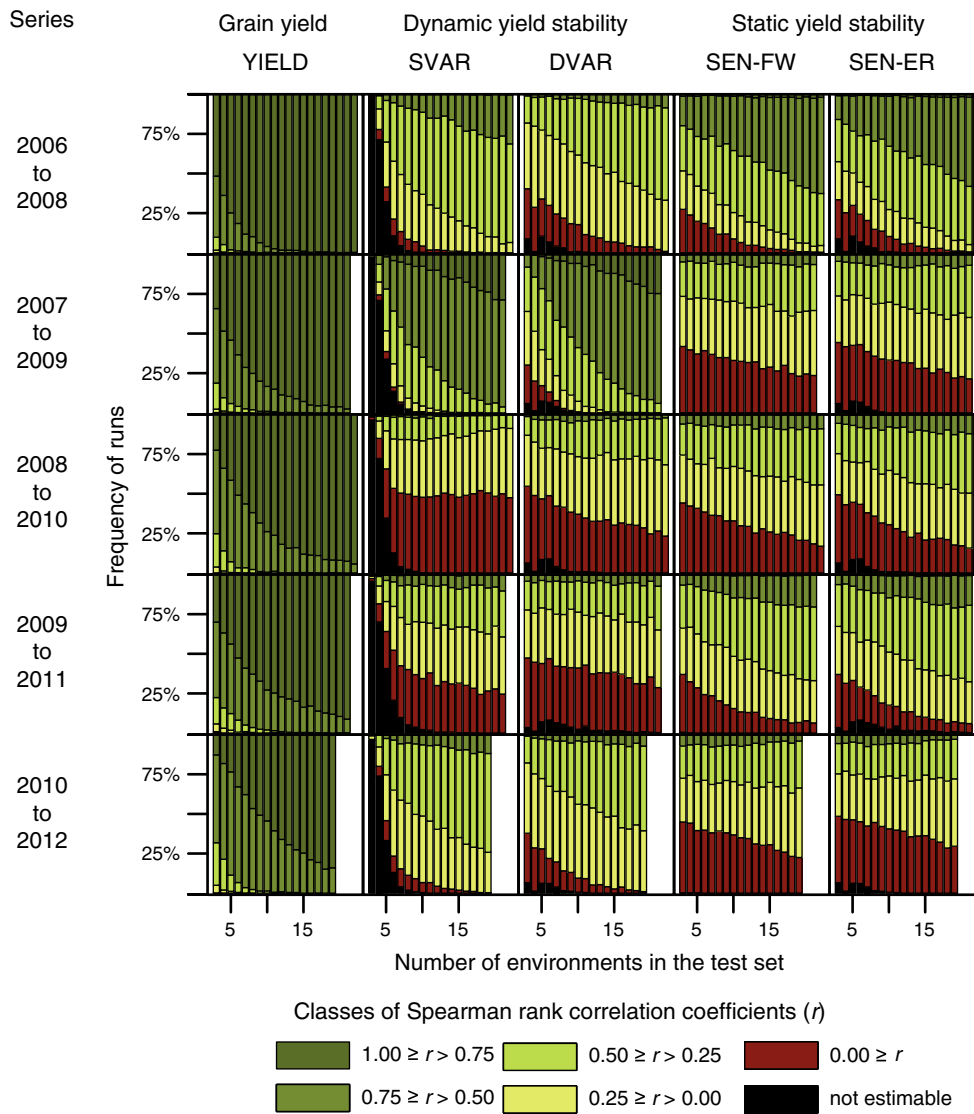 Series
Grain yield
Dynamic yield stability
Static yield stability
YIELD
SVAR
DVAR
SEN-FW
SEN-ER
Frequency of runs
2006
to
2008
75%
25%
2007
to
2009
75%
25%
2008
to
2010
75%
25%
2009
to
2011
75%
25%
2010
to
2012
75%
25%
5 15 5 15 5 15 5 15 5 15
Number of environments in the test set
Classes of Spearman rank correlation coefficients (r)
1.00 ≥ r > 0.75
0.50 ≥ r > 0.25
0.00 ≥ r
0.75 ≥ r > 0.50
0.25 ≥ r > 0.00
not estimable